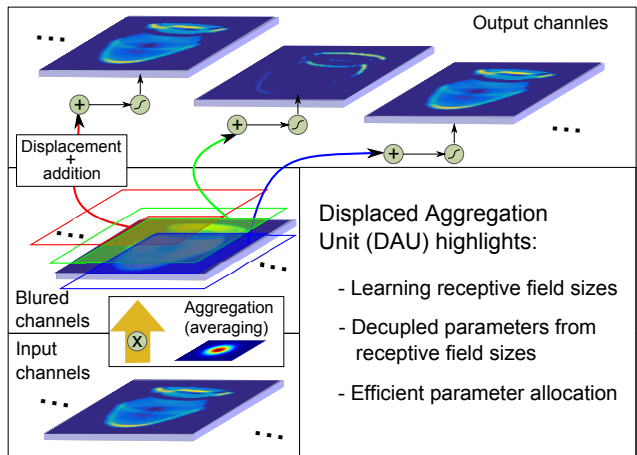 Output channles
Displacement
+
addition
Displaced Aggregation
Unit (DAU) highlights:
- Learning receptive field sizes
- Decupled parameters from
receptive field sizes
- Efficient parameter allocation
Blured
channels
Aggregation
(averaging)
X
Input
channels